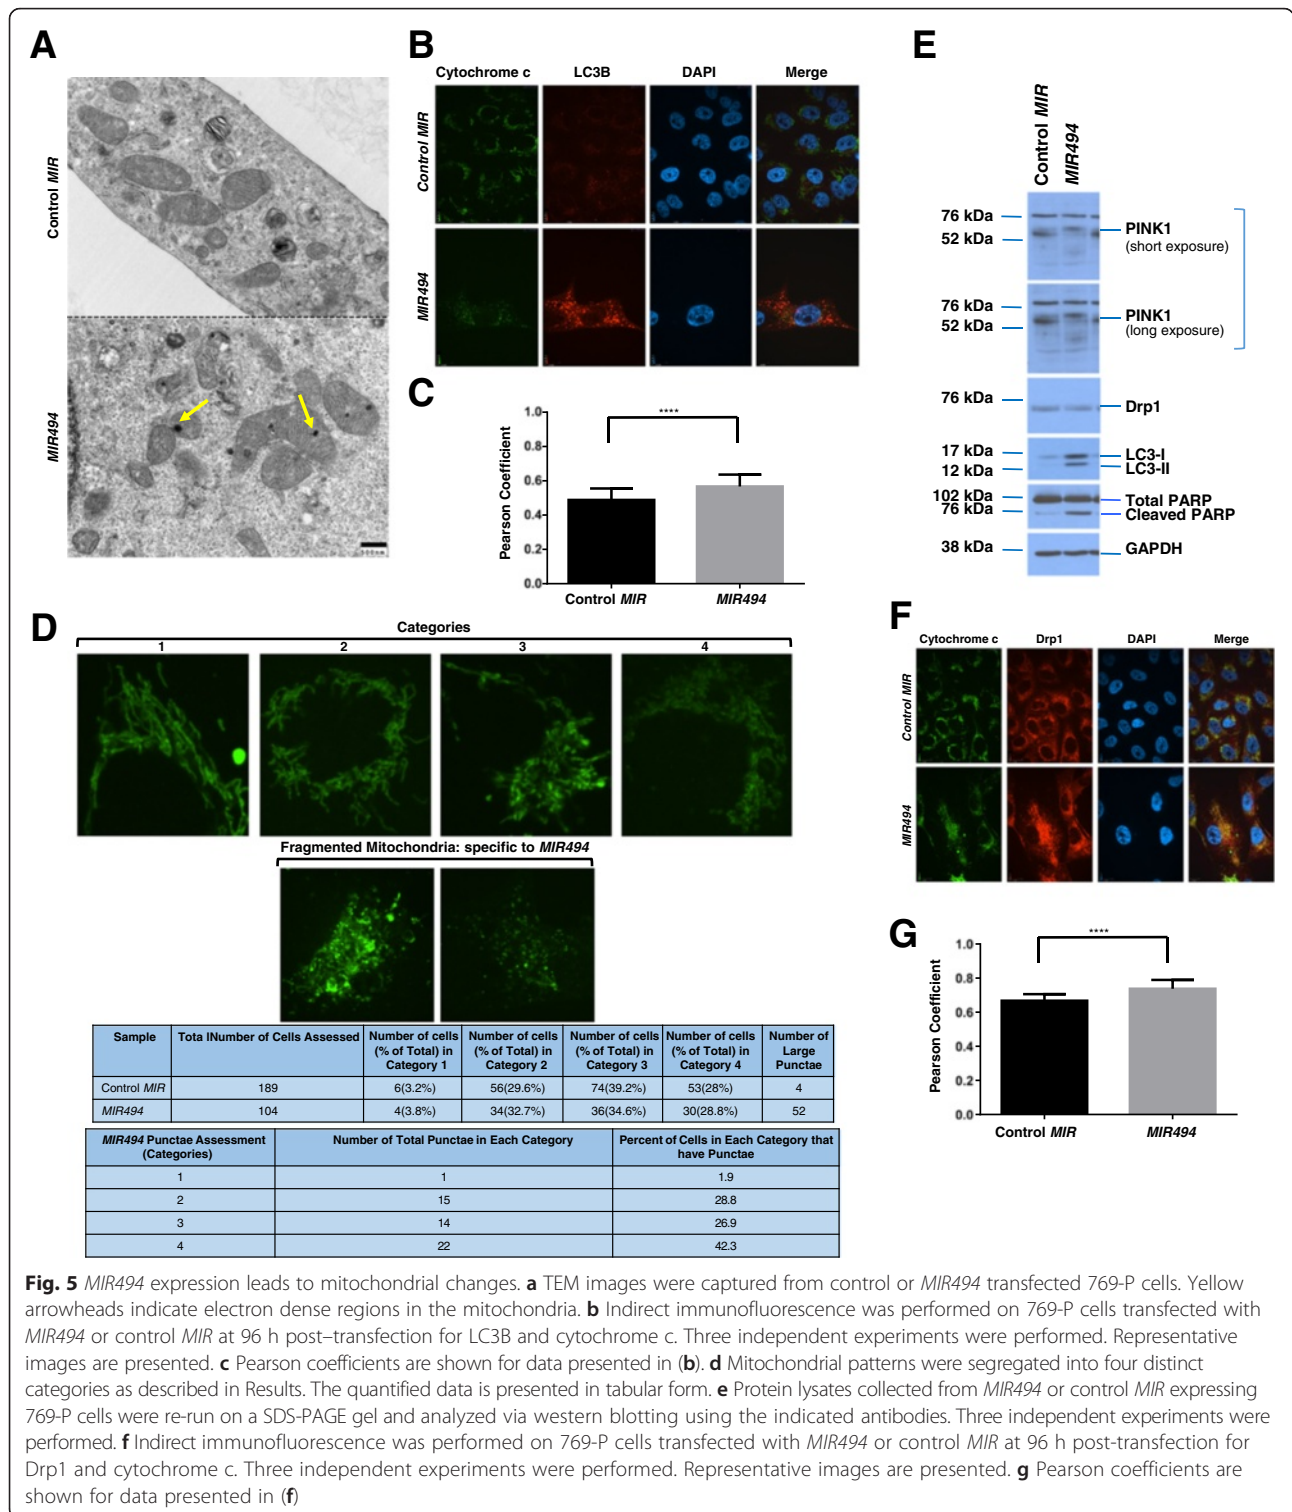 A
Control MIR
MIR494
500nm
B
Cytochrome c LC3B DAPI Merge
Control MIR
MIR494
C
Pearson Coefficient
1.0
0.8
0.6
0.4
0.2
0.0
****
Control MIR MIR494
D
Categories
1 2 3 4
Fragmented Mitochondria: specific to MIR494
Sample Tota lNumber of Cells Assessed Number of cells (% of Total) in Category 1 Number of cells (% of Total) in Category 2 Number of cells (% of Total) in Category 3 Number of cells (% of Total) in Category 4 Number of Large Punctae
Control MIR 189 6(3.2%) 56(29.6%) 74(39.2%) 53(28%) 4
MIR494 104 4(3.8%) 34(32.7%) 36(34.6%) 30(28.8%) 52
MIR494 Punctae Assessment (Categories) Number of Total Punctae in Each Category Percent of Cells in Each Category that have Punctae
1 1 1.9
2 15 28.8
3 14 26.9
4 22 42.3
E
Control MIR
MIR494
76 kDa
52 kDa
PINK1
(short exposure)
76 kDa
52 kDa
PINK1
(long exposure)
76 kDa
Drp1
17 kDa
12 kDa
LC3-I
LC3-II
102 kDa
76 kDa
Total PARP
Cleaved PARP
38 kDa
GAPDH
F
Cytochrome c Drp1 DAPI Merge
Control MIR
MIR494
G
Pearson Coefficient
1.0
0.8
0.6
0.4
0.2
0.0
****
Control MIR MIR494
Fig. 5 MIR494 expression leads to mitochondrial changes. a TEM images were captured from control or MIR494 transfected 769-P cells. Yellow
arrowheads indicate electron dense regions in the mitochondria. b Indirect immunofluorescence was performed on 769-P cells transfected with
MIR494 or control MIR at 96 h post–transfection for LC3B and cytochrome c. Three independent experiments were performed. Representative
images are presented. c Pearson coefficients are shown for data presented in (b). d Mitochondrial patterns were segregated into four distinct
categories as described in Results. The quantified data is presented in tabular form. e Protein lysates collected from MIR494 or control MIR expressing
769-P cells were re-run on a SDS-PAGE gel and analyzed via western blotting using the indicated antibodies. Three independent experiments were
performed. f Indirect immunofluorescence was performed on 769-P cells transfected with MIR494 or control MIR at 96 h post-transfection for
Drp1 and cytochrome c. Three independent experiments were performed. Representative images are presented. g Pearson coefficients are
shown for data presented in (f)